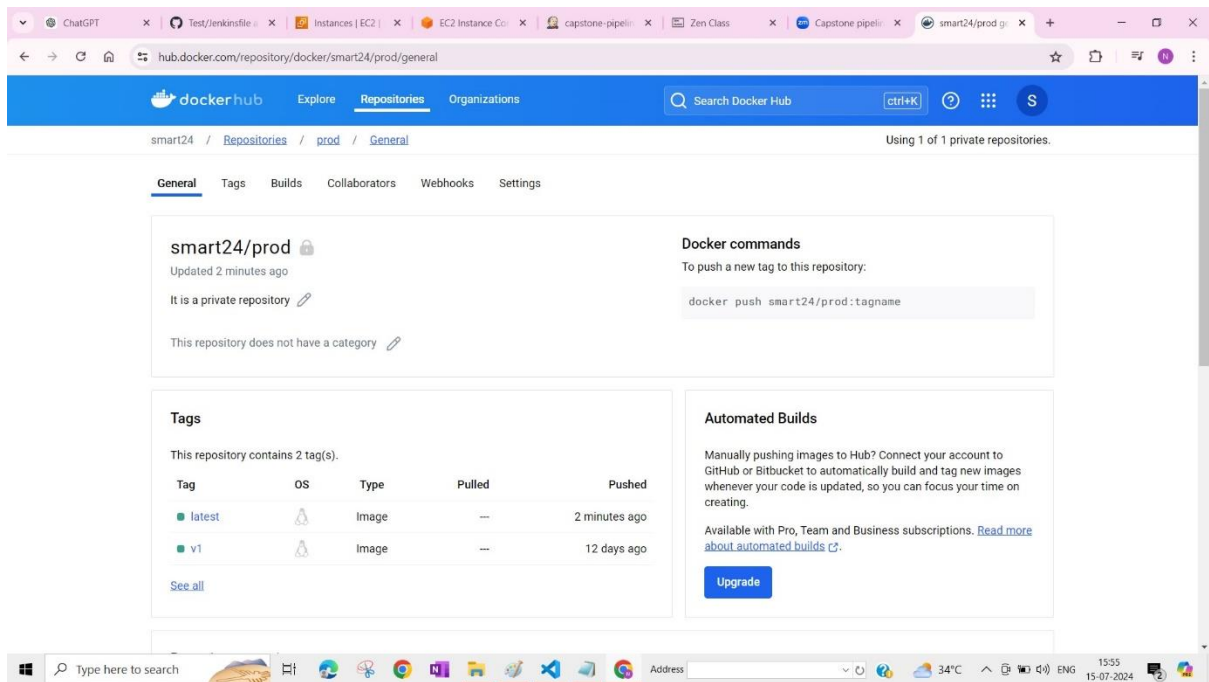 ChatGPT
Test/Jenkinsfile a
Instances | EC2 |
EC2 Instance Co
capstone-pipelin
Zen Class
Capstone pipelin
smart24/prod ge
hub.docker.com/repository/docker/smart24/prod/general
N
dockerhub
Explore
Repositories
Organizations
Search Docker Hub
ctrl+K
S
smart24 / Repositories / prod / General
Using 1 of 1 private repositories.
General
Tags
Builds
Collaborators
Webhooks
Settings
smart24/prod
Updated 2 minutes ago
It is a private repository
This repository does not have a category
Docker commands
To push a new tag to this repository:
docker push smart24/prod:tagname
Tags
This repository contains 2 tag(s).
Tag OS Type Pulled Pushed
latest Image --- 2 minutes ago
v1 Image --- 12 days ago
See all
Automated Builds
Manually pushing images to Hub? Connect your account to
GitHub or Bitbucket to automatically build and tag new images
whenever your code is updated, so you can focus your time on
creating.
Available with Pro, Team and Business subscriptions. Read more
about automated builds
Upgrade
Type here to search
Address
34°C
ENG
15:55
15-07-2024